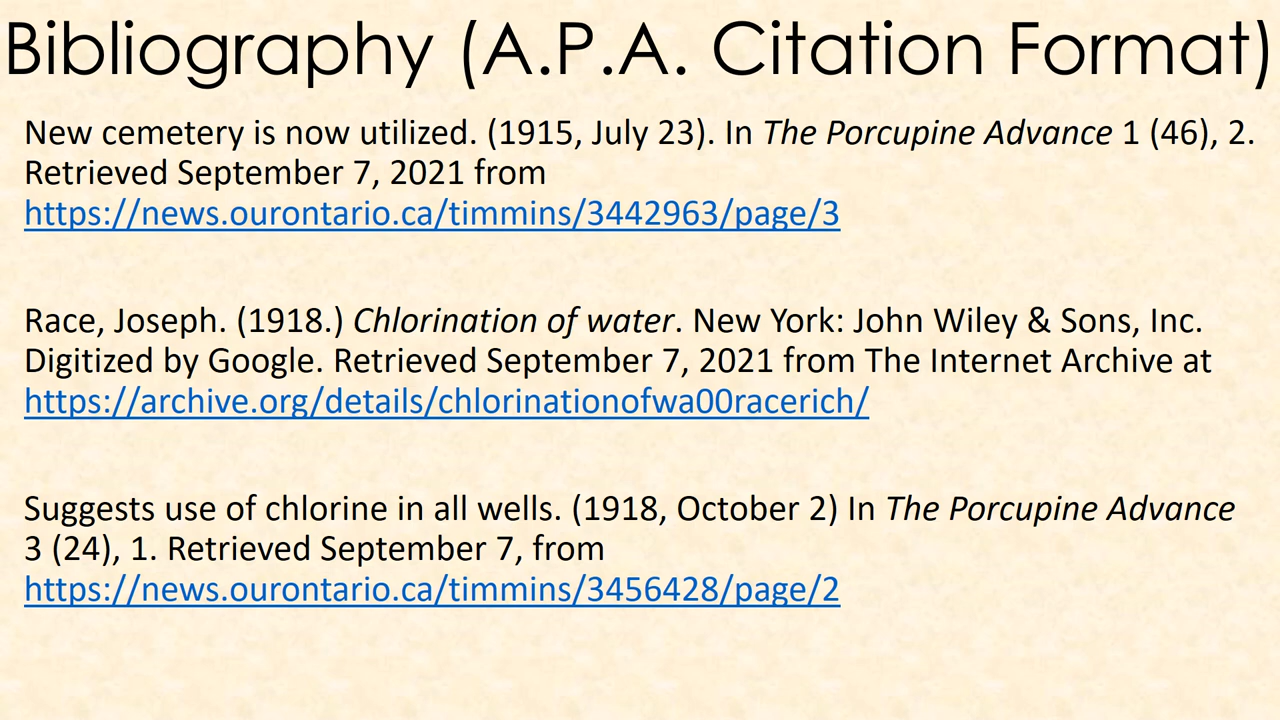 Bibliography (A.P.A. Citation Format)
New cemetery is now utilized. (1915, July 23). In The Porcupine Advance 1 (46), 2.
Retrieved September 7, 2021 from
https://news.ourontario.ca/timmins/3442963/page/3
Race, Joseph. (1918.) Chlorination of water. New York: John Wiley & Sons, Inc.
Digitized by Google. Retrieved September 7, 2021 from The Internet Archive at
https://archive.org/details/chlorinationofwa00racerich/
Suggests use of chlorine in all wells. (1918, October 2) In The Porcupine Advance
3 (24), 1. Retrieved September 7, from
https://news.ourontario.ca/timmins/3456428/page/2